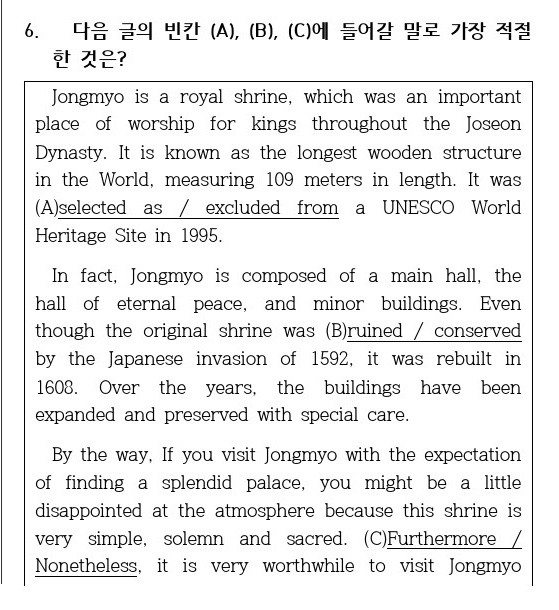 6. 다음 글의 빈칸 (A), (B), (C)에 들어갈 말로 가장 적절
한 것은?
Jongmyo is a royal shrine, which was an important
place of worship for kings throughout the Joseon
Dynasty. It is known as the longest wooden structure
in the World, measuring 109 meters in length. It was
(A)selected as / excluded from a UNESCO World
Heritage Site in 1995.
In fact, Jongmyo is composed of a main hall, the
hall of eternal peace, and minor buildings. Even
though the original shrine was (B)ruined / conserved
by the Japanese invasion of 1592, it was rebuilt in
1608. Over the years, the buildings have been
expanded and preserved with special care.
By the way, If you visit Jongmyo with the expectation
of finding a splendid palace, you might be a little
disappointed at the atmosphere because this shrine is
very simple, solemn and sacred. (C)Furthermore /
Nonetheless, it is very worthwhile to visit Jongmyo